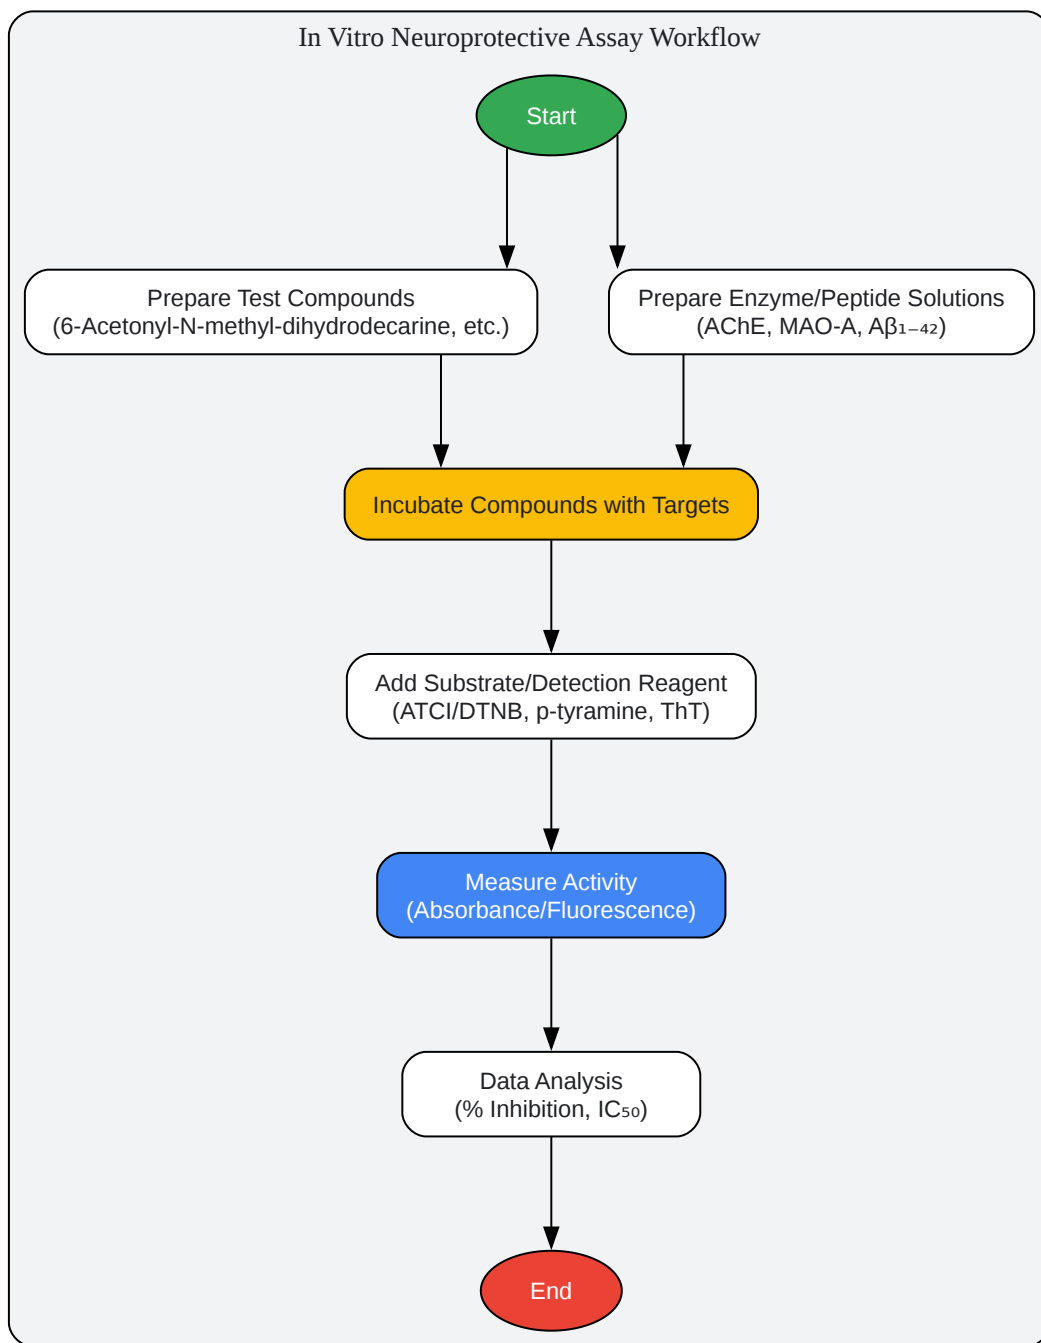 In Vitro Neuroprotective Assay Workflow
Start
Prepare Test Compounds
(6-Acetonyl-N-methyl-dihydrodecarine, etc.)
Prepare Enzyme/Peptide Solutions
(AChE, MAO-A, Aβ₁₋₄₂)
Incubate Compounds with Targets
Add Substrate/Detection Reagent
(ATCI/DTNB, p-tyramine, ThT)
Measure Activity
(Absorbance/Fluorescence)
Data Analysis
(% Inhibition, IC₅₀)
End